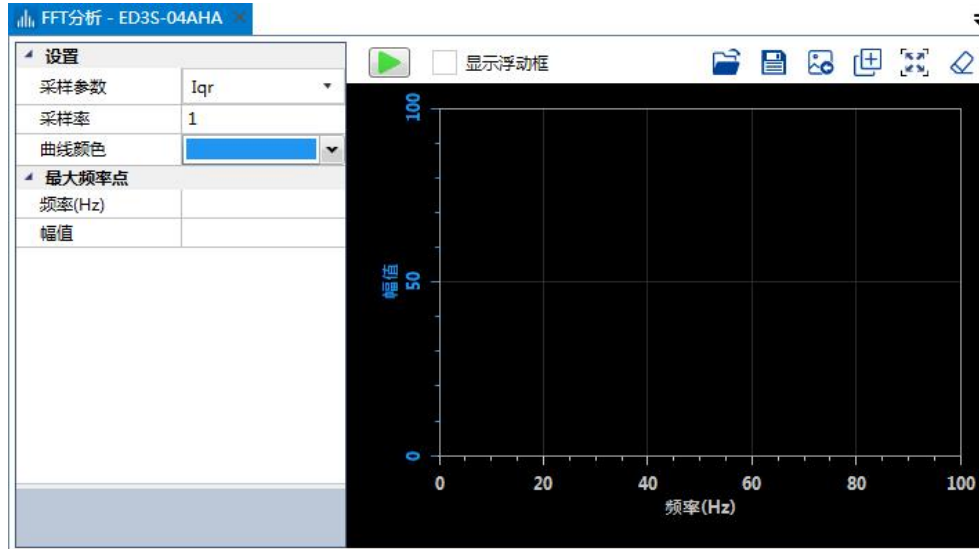 FFT分析 - ED3S-04AHA
设置
采样参数 Iqr
采样率 1
曲线颜色
最大频率点
频率(Hz)
幅值
显示浮动框
100
幅值
50
0
0 20 40 60 80 100
频率(Hz)